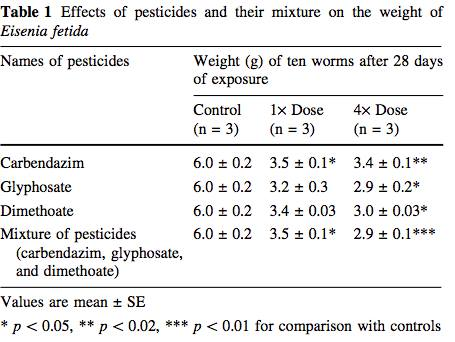 Table 1 Effects of pesticides and their mixture on the weight of
Eisenia fetida
Names of pesticides Weight (g) of ten worms after 28 days
of exposure
Control 1× Dose 4× Dose
(n = 3) (n = 3) (n = 3)
Carbendazim 6.0 ± 0.2 3.5 ± 0.1* 3.4 ± 0.1**
Glyphosate 6.0 ± 0.2 3.2 ± 0.3 2.9 ± 0.2*
Dimethoate 6.0 ± 0.2 3.4 ± 0.03 3.0 ± 0.03*
Mixture of pesticides 6.0 ± 0.2 3.5 ± 0.1* 2.9 ± 0.1***
(carbendazim, glyphosate,
and dimethoate)
Values are mean ± SE
* p < 0.05, ** p < 0.02, *** p < 0.01 for comparison with controls